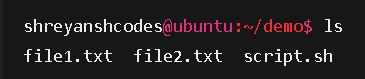 shreyanshcodes@ubuntu:~/demo$ ls
file1.txt  file2.txt  script.sh